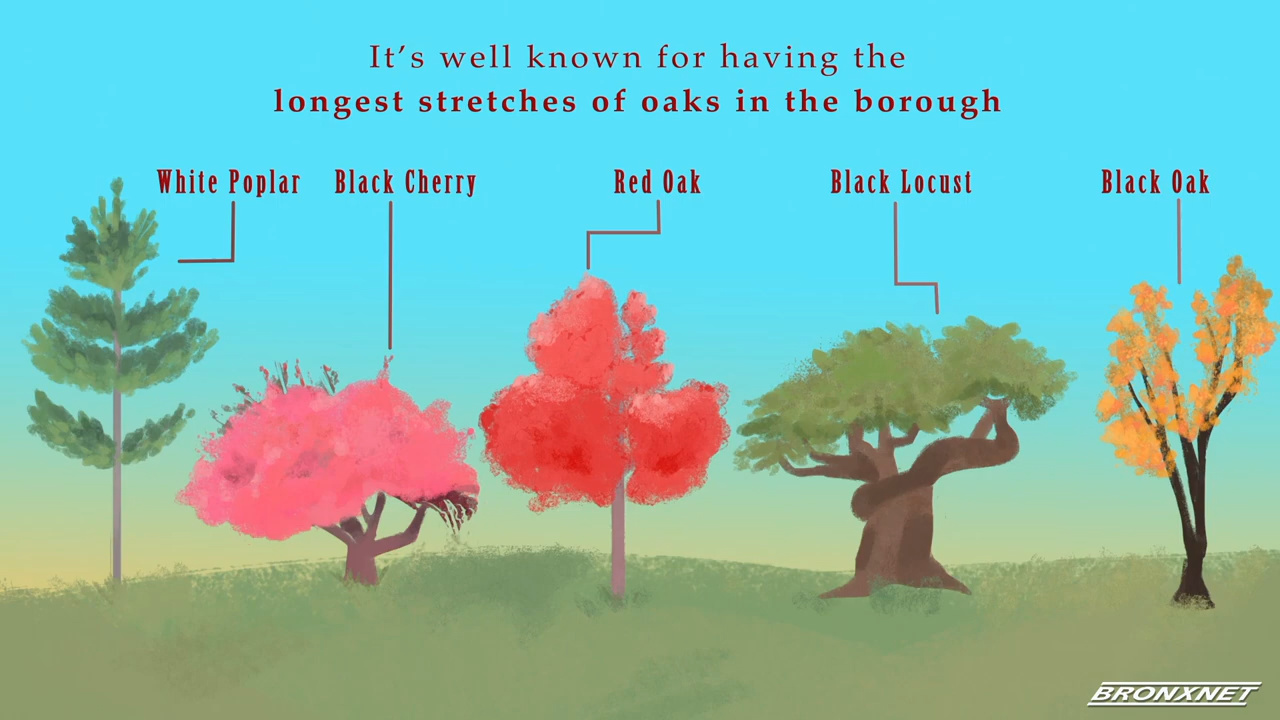 It's well known for having the
longest stretches of oaks in the borough
White Poplar
Black Cherry
Red Oak
Black Locust
Black Oak
BRONXNET